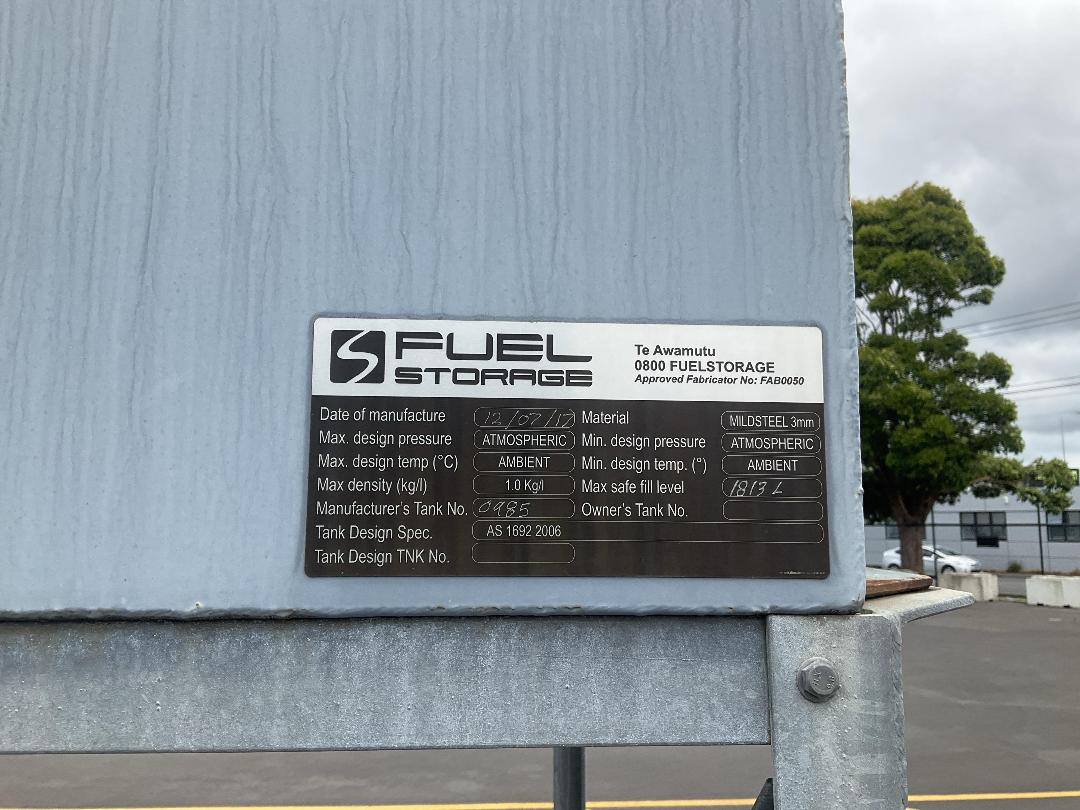 FUEL
STORAGE
Te Awamutu
0800 FUELSTORAGE
Approved Fabricator No: FAB0050
Date of manufacture 12/07/17 Material MILDSTEEL 3mm
Max. design pressure ATMOSPHERIC Min. design pressure ATMOSPHERIC
Max. design temp (°C) AMBIENT Min. design temp. (°) AMBIENT
Max density (kg/l) 1.0 Kg/l Max safe fill level 1813 L
Manufacturer's Tank No. 0985 Owner's Tank No.
Tank Design Spec. AS 1692 2006
Tank Design TNK No.